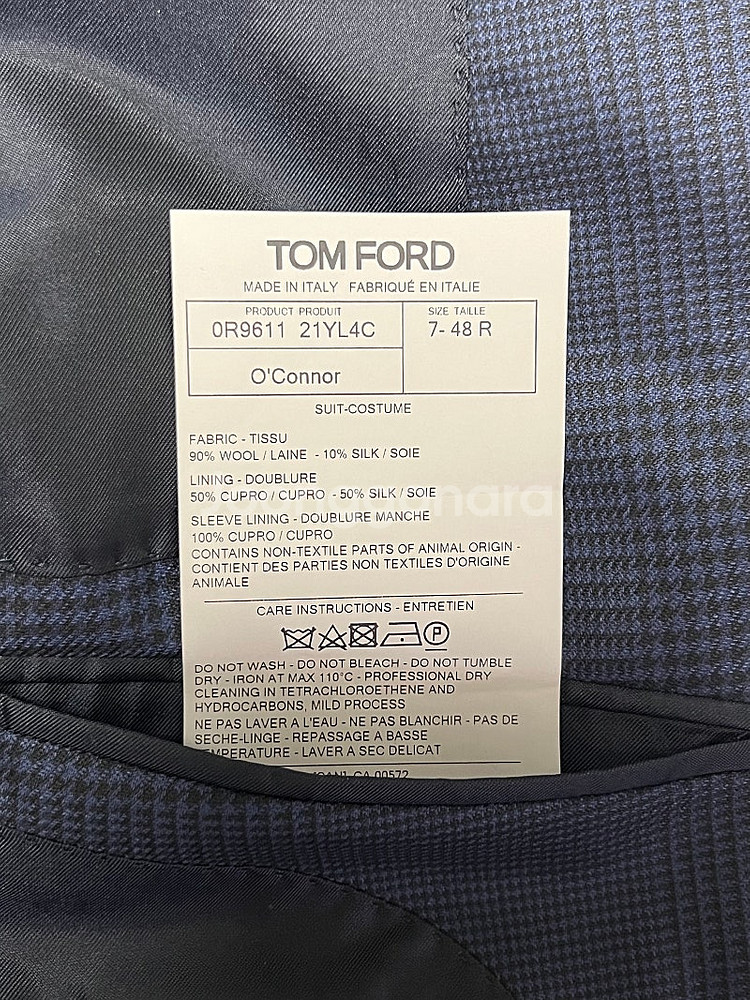 TOM FORD
MADE IN ITALY FABRIQUÉ EN ITALIE
PRODUCT PRODUIT
0R9611 21YL4C
SIZE TAILLE
7- 48 R
O'Connor
SUIT-COSTUME
FABRIC - TISSU
90% WOOL / LAINE - 10% SILK / SOIE
LINING - DOUBLURE
50% CUPRO / CUPRO - 50% SILK / SOIE
SLEEVE LINING - DOUBLURE MANCHE
100% CUPRO / CUPRO
CONTAINS NON-TEXTILE PARTS OF ANIMAL ORIGIN -
CONTIENT DES PARTIES NON TEXTILES D'ORIGINE
ANIMALE
CARE INSTRUCTIONS - ENTRETIEN
P
DO NOT WASH - DO NOT BLEACH - DO NOT TUMBLE
DRY - IRON AT MAX 110°C - PROFESSIONAL DRY
CLEANING IN TETRACHLOROETHENE AND
HYDROCARBONS, MILD PROCESS
NE PAS LAVER A L'EAU - NE PAS BLANCHIR - PAS DE
SECHE-LINGE - REPASSAGE A BASSE
TEMPERATURE - LAVER A SEC DELICAT
CA 00572